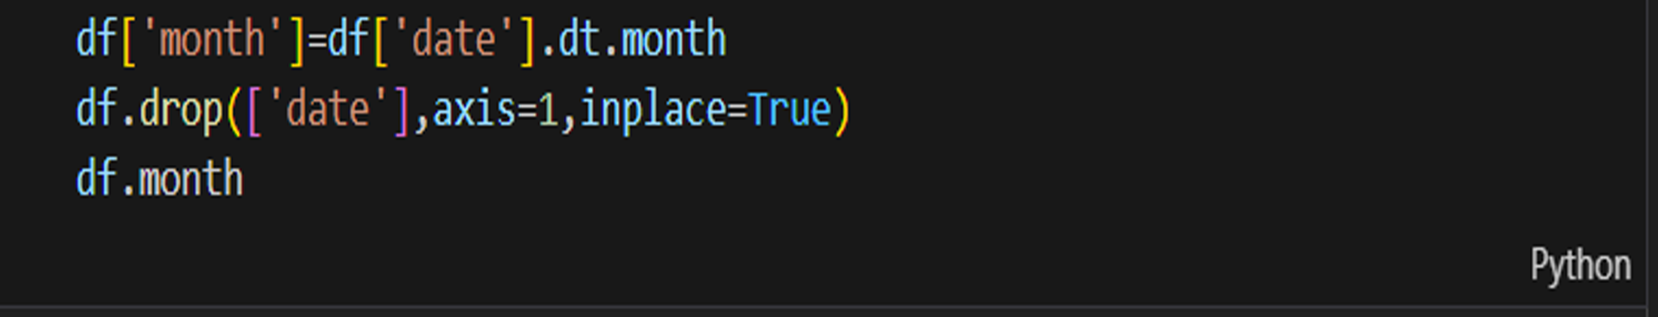 df['month']=df['date'].dt.month
df.drop(['date'],axis=1,inplace=True)
df.month
Python